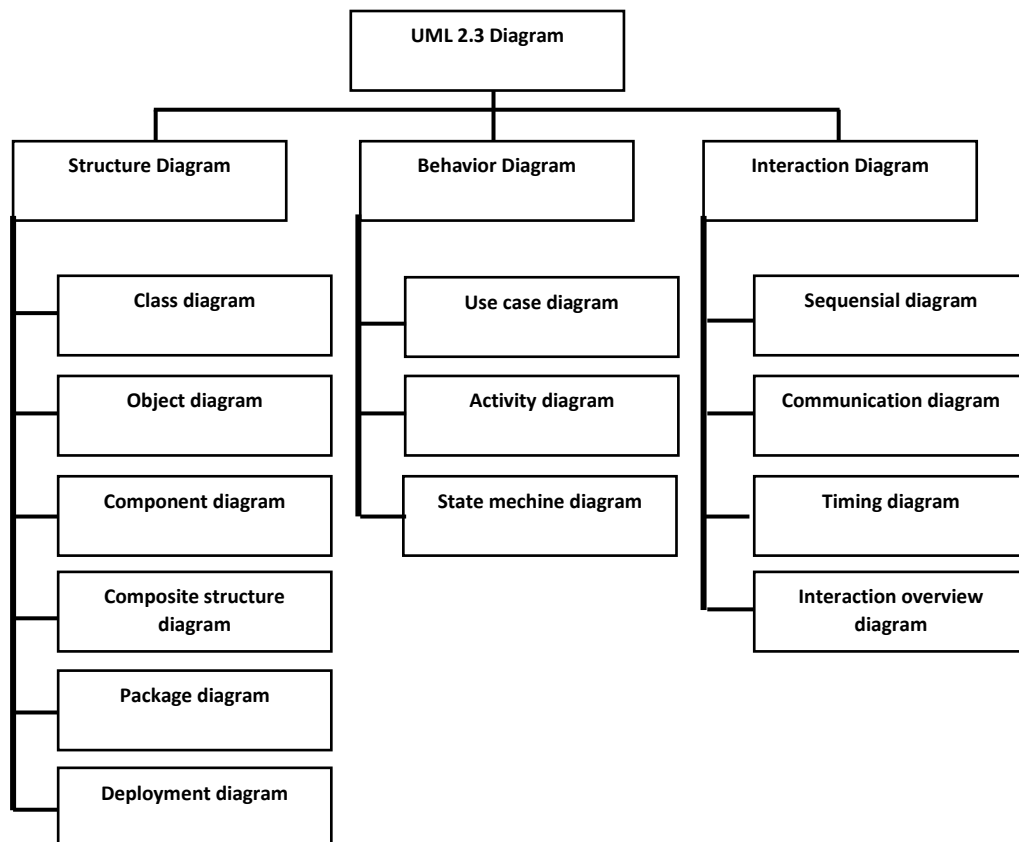 UML 2.3 Diagram
Structure Diagram
Behavior Diagram
Interaction Diagram
Class diagram
Object diagram
Component diagram
Composite structure
diagram
Package diagram
Deployment diagram
Use case diagram
Activity diagram
State mechine diagram
Sequensial diagram
Communication diagram
Timing diagram
Interaction overview
diagram